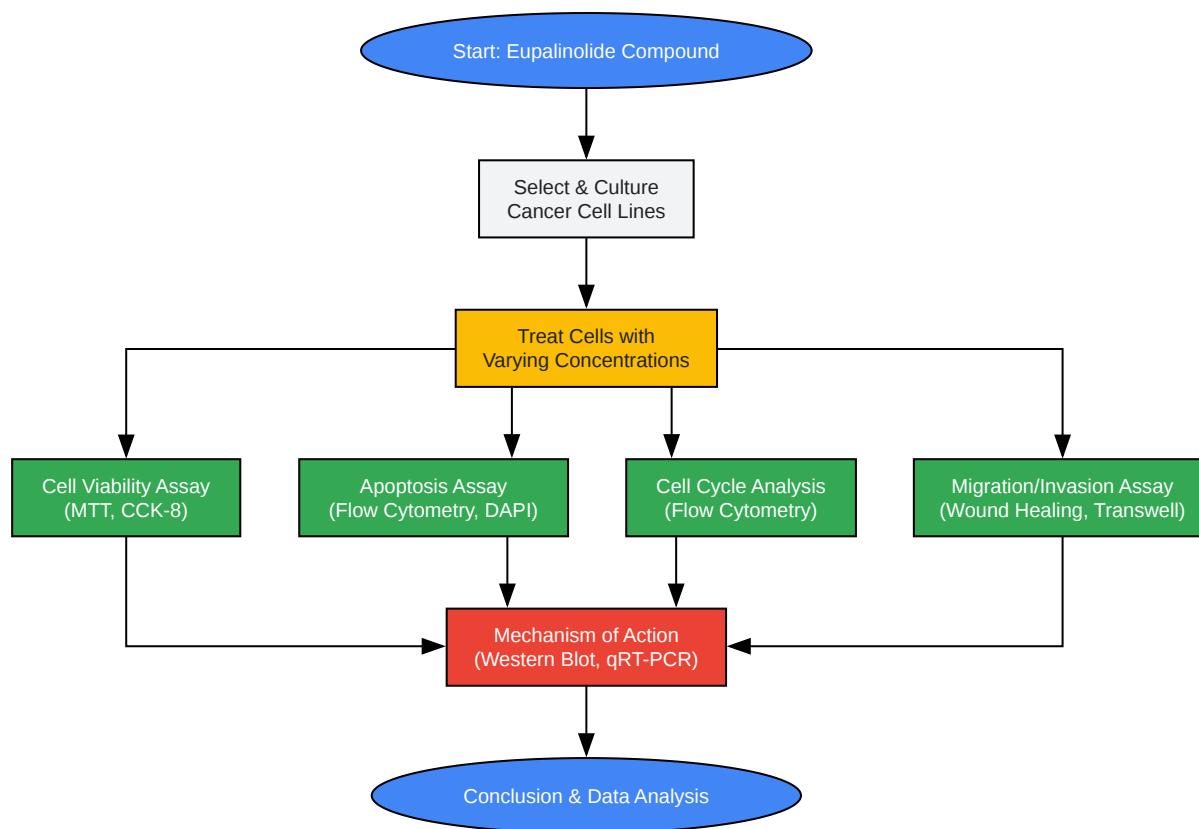 Start: Eupalinolide Compound
Select & Culture
Cancer Cell Lines
Treat Cells with
Varying Concentrations
Cell Viability Assay
(MTT, CCK-8)
Apoptosis Assay
(Flow Cytometry, DAPI)
Cell Cycle Analysis
(Flow Cytometry)
Migration/Invasion Assay
(Wound Healing, Transwell)
Mechanism of Action
(Western Blot, qRT-PCR)
Conclusion & Data Analysis